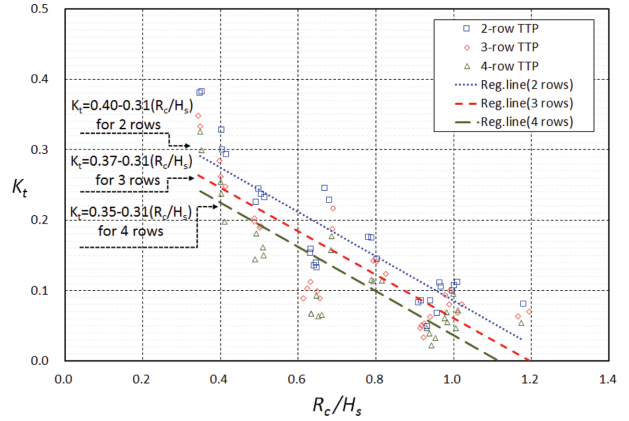 0.5
0.4
0.3
0.2
0.1
0.0
K_t
2-row TTP
3-row TTP
4-row TTP
Reg.line(2 rows)
Reg.line(3 rows)
Reg.line(4 rows)
K_t=0.40-0.31(R_c/H_s)
for 2 rows
K_t=0.37-0.31(R_c/H_s)
for 3 rows
K_t=0.35-0.31(R_c/H_s)
for 4 rows
0.0 0.2 0.4 0.6 0.8 1.0 1.2 1.4
R_c/H_s